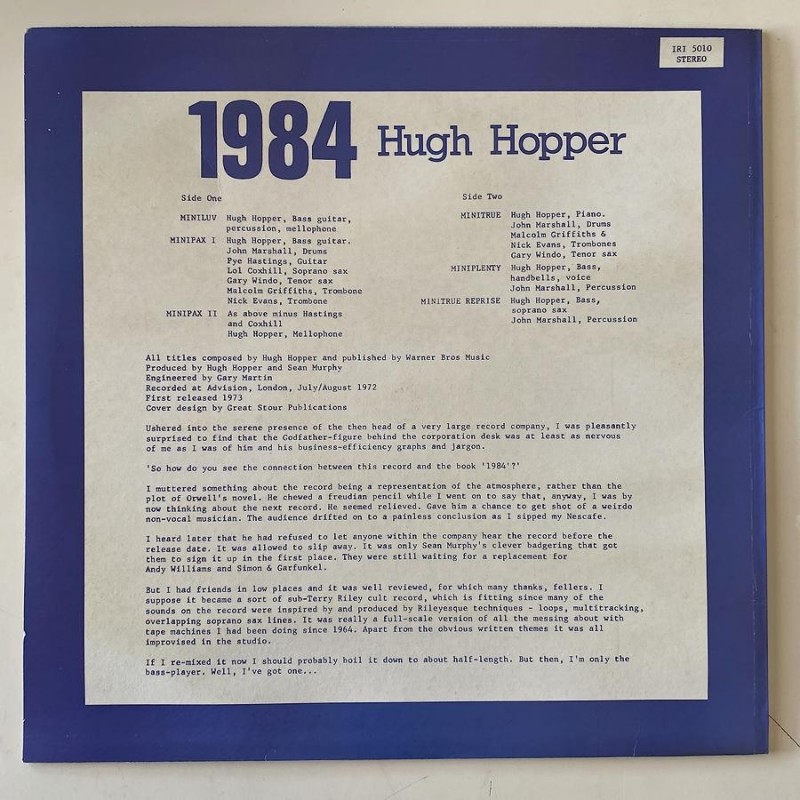 IRI 5010
STEREO
1984 Hugh Hopper
Side One
MINILUV Hugh Hopper, Bass guitar,
percussion, mellophone
MINIPAX I Hugh Hopper, Bass guitar.
John Marshall, Drums
Pye Hastings, Guitar
Lol Coxhill, Soprano sax
Gary Windo, Tenor sax
Malcolm Griffiths, Trombone
Nick Evans, Trombone
MINIPAX II As above minus Hastings
and Coxhill
Hugh Hopper, Mellophone
Side Two
MINITRUE Hugh Hopper, Piano.
John Marshall, Drums
Malcolm Griffiths &
Nick Evans, Trombones
Gary Windo, Tenor sax
MINIPLENTY Hugh Hopper, Bass,
handbells, voice
John Marshall, Percussion
MINITRUE REPRISE Hugh Hopper, Bass,
soprano sax
John Marshall, Percussion
All titles composed by Hugh Hopper and published by Warner Bros Music
Produced by Hugh Hopper and Sean Murphy
Engineered by Gary Martin
Recorded at Advision, London, July/August 1972
First released 1973
Cover design by Great Stour Publications
Ushered into the serene presence of the then head of a very large record company, I was pleasantly
surprised to find that the Godfather-figure behind the corporation desk was at least as nervous
of me as I was of him and his business-efficiency graphs and jargon.
'So how do you see the connection between this record and the book '1984'?'
I muttered something about the record being a representation of the atmosphere, rather than the
plot of Orwell's novel. He chewed a freudian pencil while I went on to say that, anyway, I was by
now thinking about the next record. He seemed relieved. Gave him a chance to get shot of a weirdo
non-vocal musician. The audience drifted on to a painless conclusion as I sipped my Nescafe.
I heard later that he had refused to let anyone within the company hear the record before the
release date. It was allowed to slip away. It was only Sean Murphy's clever badgering that got
them to sign it up in the first place. They were still waiting for a replacement for
Andy Williams and Simon & Garfunkel.
But I had friends in low places and it was well reviewed, for which many thanks, fellers. I
suppose it became a sort of sub-Terry Riley cult record, which is fitting since many of the
sounds on the record were inspired by and produced by Rileyesque techniques - loops, multitracking,
overlapping soprano sax lines. It was really a full-scale version of all the messing about with
tape machines I had been doing since 1964. Apart from the obvious written themes it was all
improvised in the studio.
If I re-mixed it now I should probably boil it down to about half-length. But then, I'm only the
bass-player. Well, I've got one...